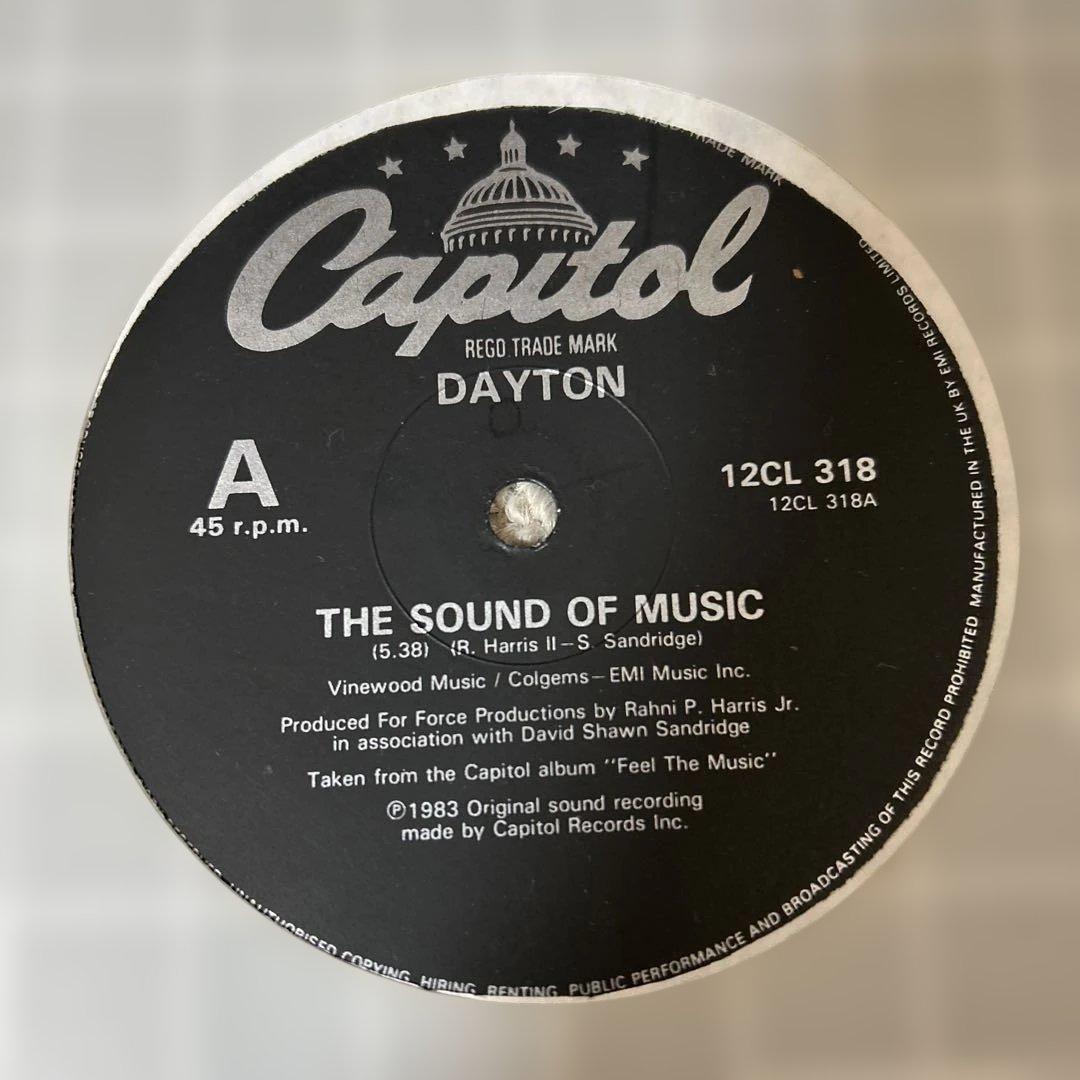 REGD TRADE MARK
Capitol
REGD TRADE MARK
DAYTON
A
45 r.p.m.
12CL 318
12CL 318A
THE SOUND OF MUSIC
(5.38) (R. Harris II – S. Sandridge)
Vinewood Music / Colgems – EMI Music Inc.
Produced For Force Productions by Rahni P. Harris Jr.
in association with David Shawn Sandridge
Taken from the Capitol album "Feel The Music"
℗1983 Original sound recording
made by Capitol Records Inc.
MANUFACTURED IN THE UK BY EMI RECORDS LIMITED
UNAUTHORISED COPYING, HIRING, RENTING, PUBLIC PERFORMANCE AND BROADCASTING OF THIS RECORD PROHIBITED